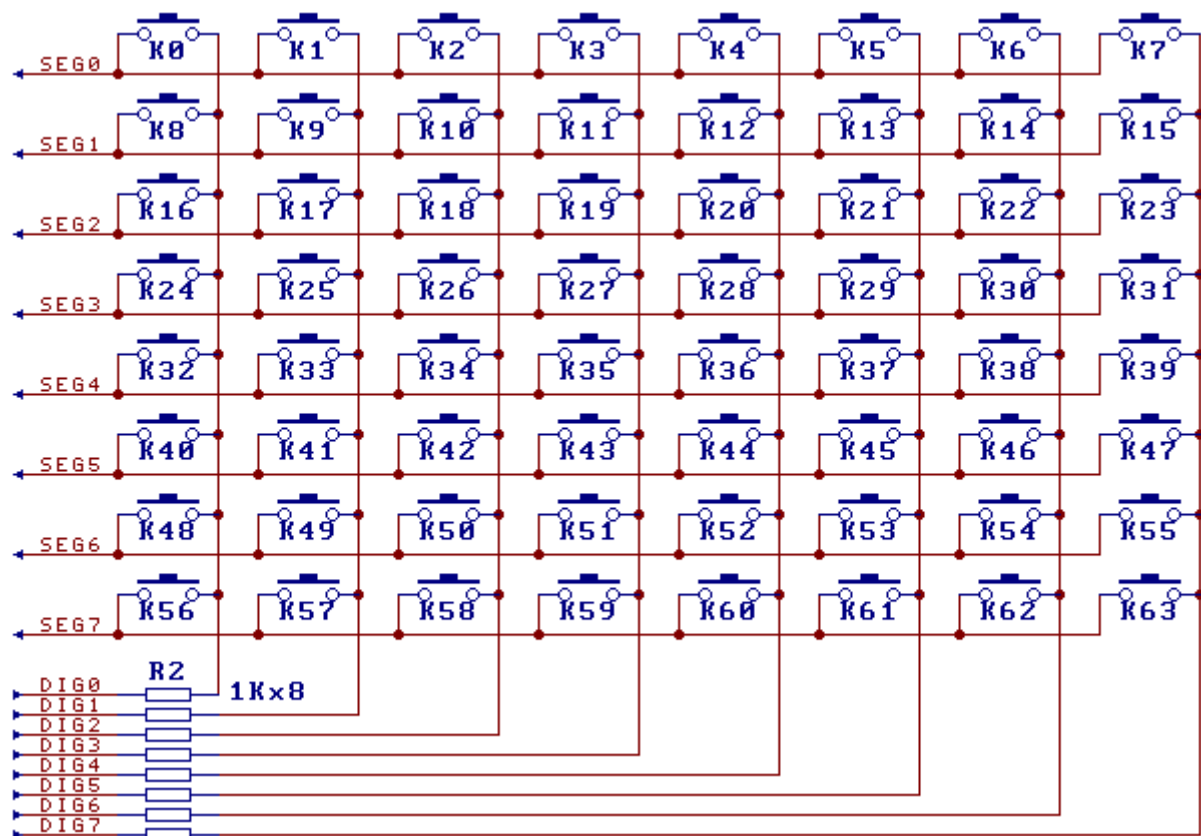 K0 K1 K2 K3 K4 K5 K6 K7
SEG0
K8 K9 K10 K11 K12 K13 K14 K15
SEG1
K16 K17 K18 K19 K20 K21 K22 K23
SEG2
K24 K25 K26 K27 K28 K29 K30 K31
SEG3
K32 K33 K34 K35 K36 K37 K38 K39
SEG4
K40 K41 K42 K43 K44 K45 K46 K47
SEG5
K48 K49 K50 K51 K52 K53 K54 K55
SEG6
K56 K57 K58 K59 K60 K61 K62 K63
SEG7
R2
DIG0 1Kx8
DIG1
DIG2
DIG3
DIG4
DIG5
DIG6
DIG7